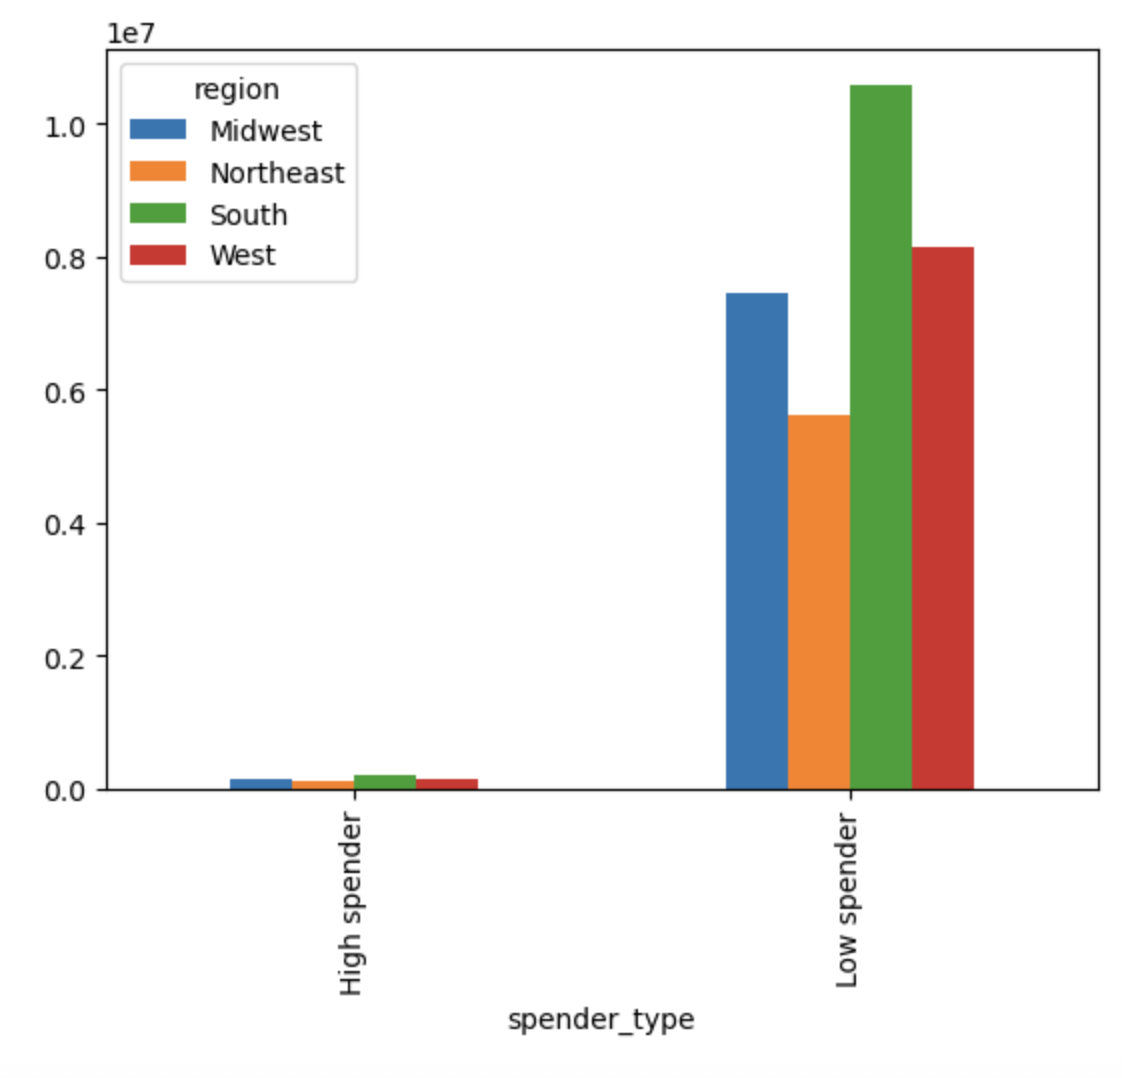 1e7
region
Midwest
Northeast
South
West
1.0
0.8
0.6
0.4
0.2
0.0
High spender
Low spender
spender_type